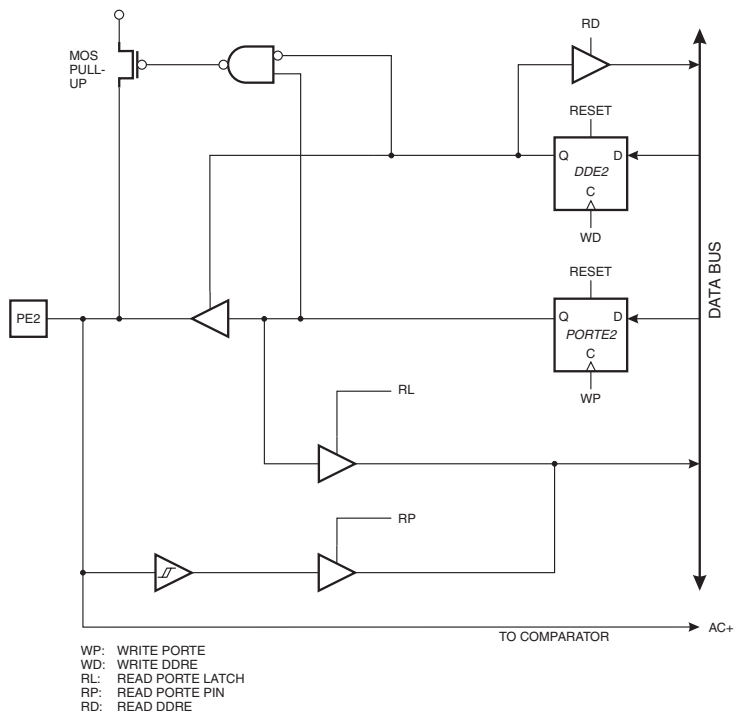 RD
MOS
PULL-
UP
RESET
Q D
DDE2
C
WD
RESET
DATA BUS
PE2
Q D
PORTE2
C
WP
RL
RP
TO COMPARATOR
AC+
WP: WRITE PORTE
WD: WRITE DDRE
RL: READ PORTE LATCH
RP: READ PORTE PIN
RD: READ DDRE